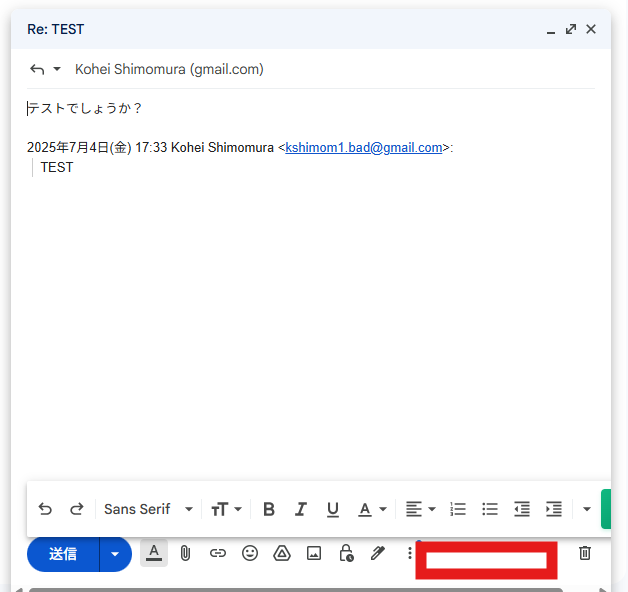 Re: TEST
Kohei Shimomura (gmail.com)
テストでしょうか？
2025年7月4日(金) 17:33 Kohei Shimomura <kshimom1.bad@gmail.com>:
TEST
Sans Serif
送信